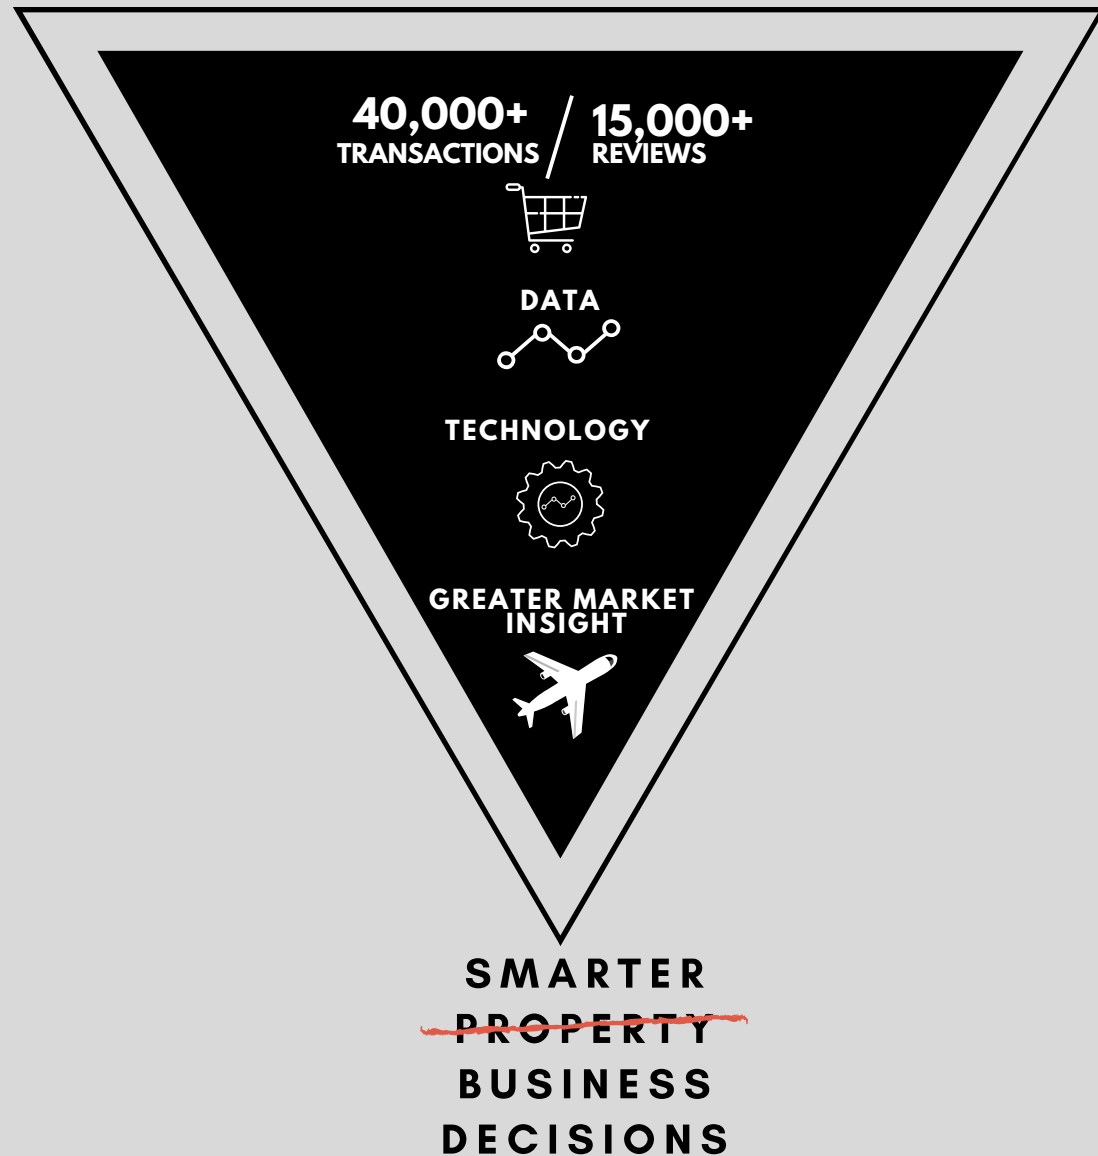 40,000+ / 15,000+
TRANSACTIONS REVIEWS
DATA
TECHNOLOGY
GREATER MARKET
INSIGHT
SMARTER
PROPERTY
BUSINESS
DECISIONS